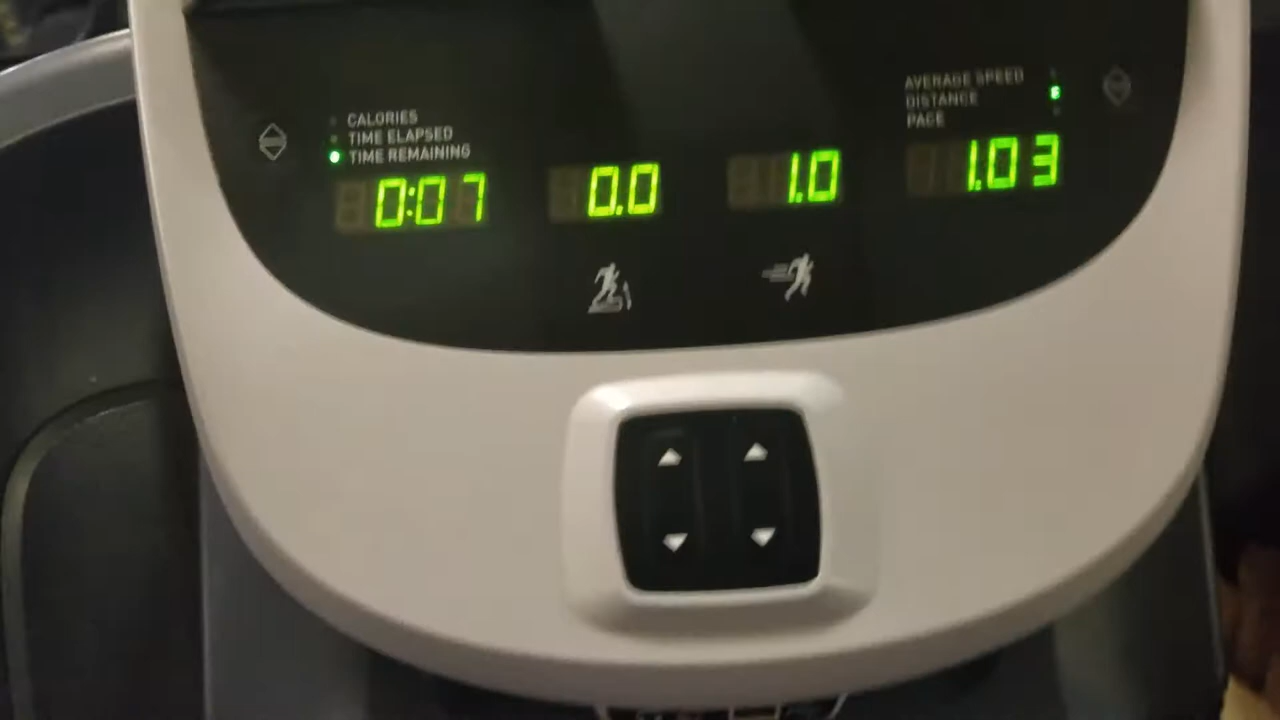 CALORIES
TIME ELAPSED
TIME REMAINING
0:07
0.0
1.0
AVERAGE SPEED
DISTANCE
PACE
1.03